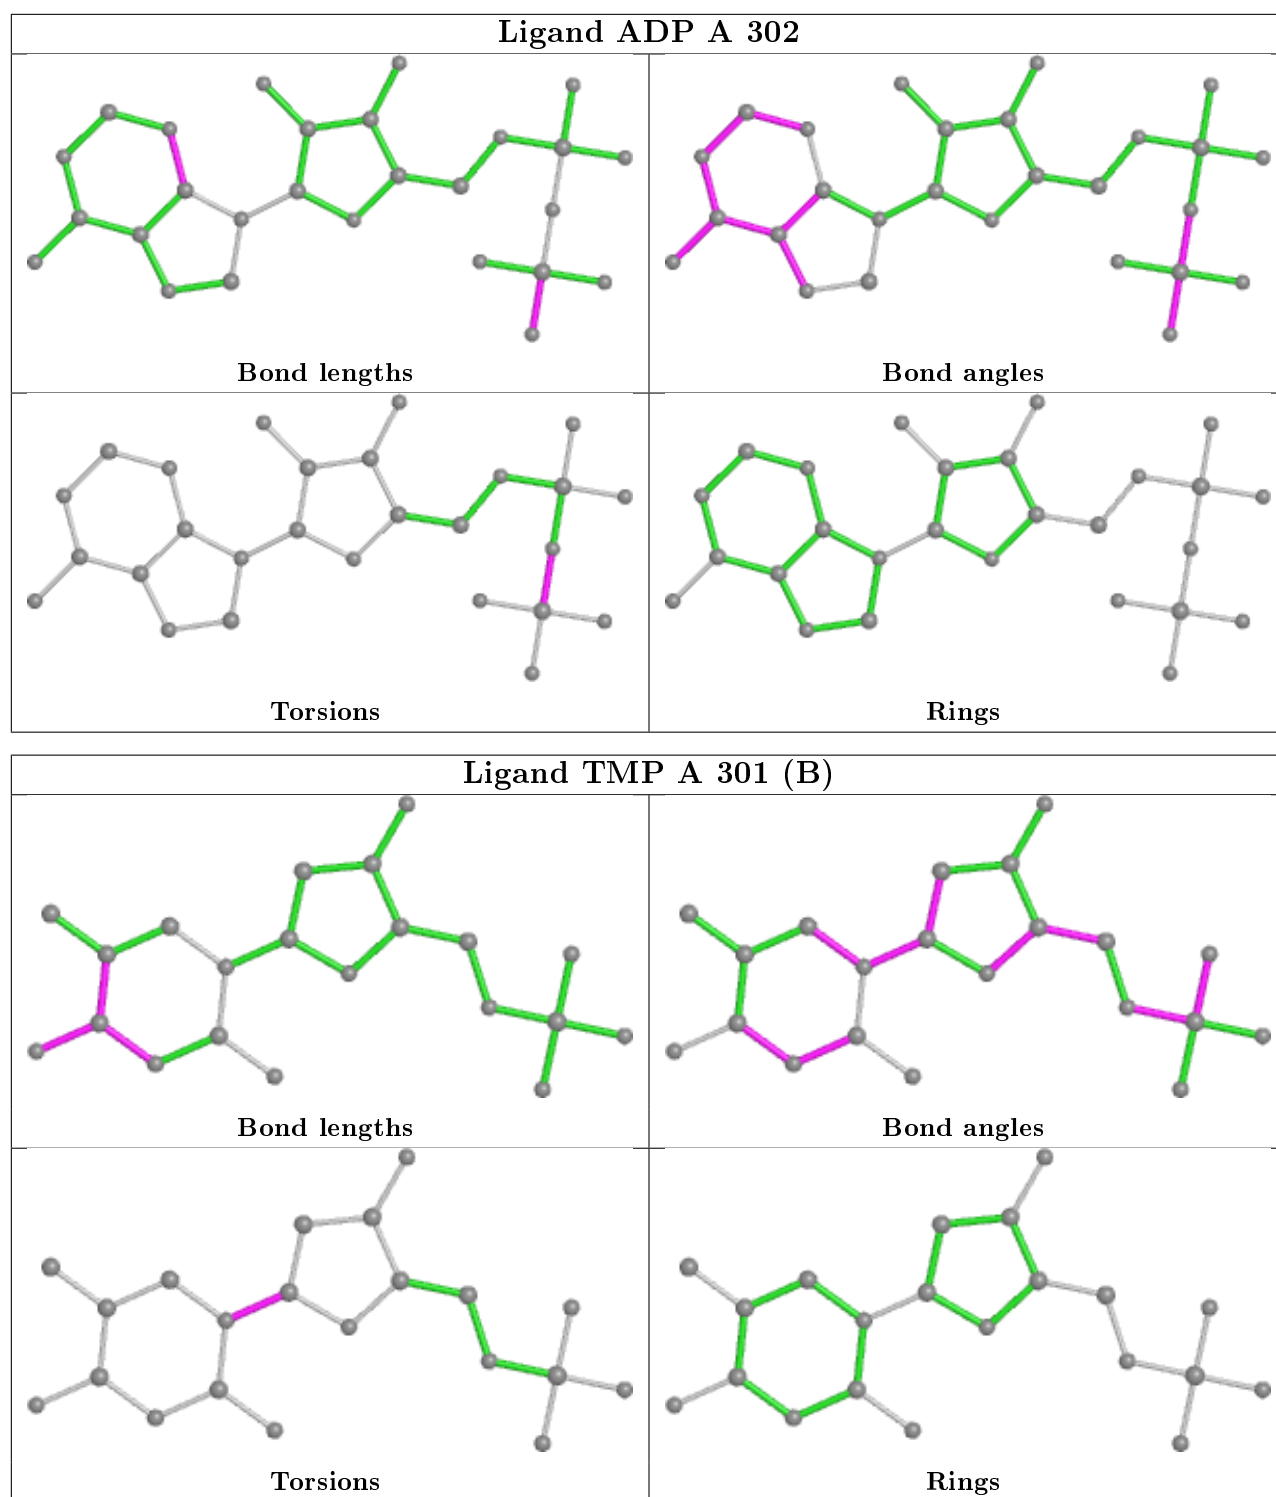 Ligand ADP A 302
Bond lengths
Bond angles
Torsions
Rings
Ligand TMP A 301 (B)
Bond lengths
Bond angles
Torsions
Rings